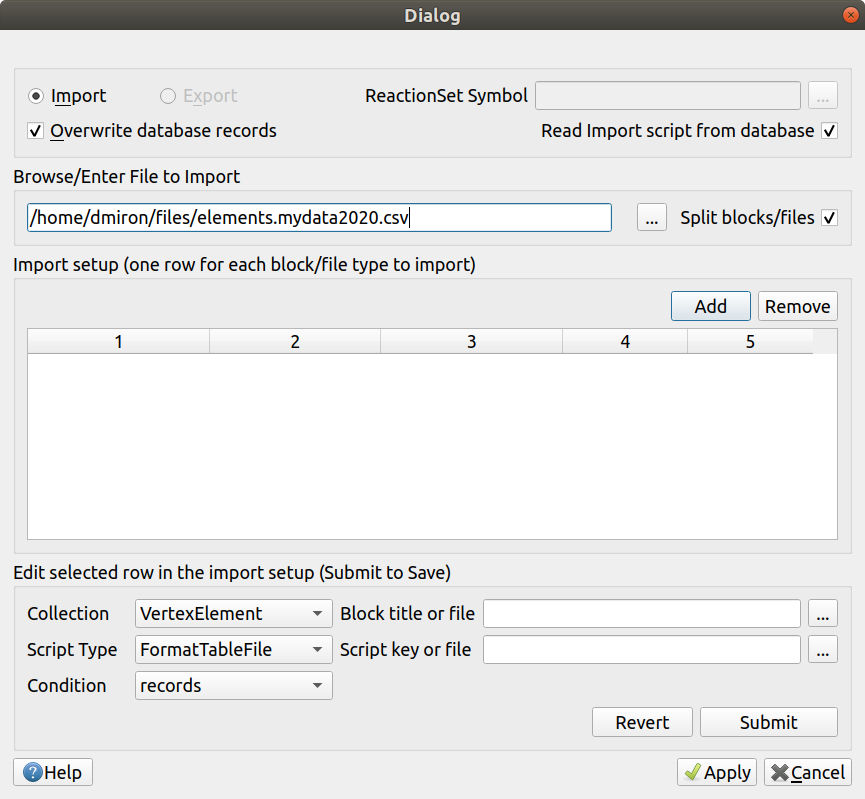 Dialog
Import Export ReactionSet Symbol ...
Overwrite database records Read Import script from database
Browse/Enter File to Import
/home/dmiron/files/elements.mydata2020.csv ... Split blocks/files
Import setup (one row for each block/file type to import)
Add Remove
1 2 3 4 5
Edit selected row in the import setup (Submit to Save)
Collection VertexElement Block title or file ...
Script Type FormatTableFile Script key or file ...
Condition records
Revert Submit
Help Apply Cancel